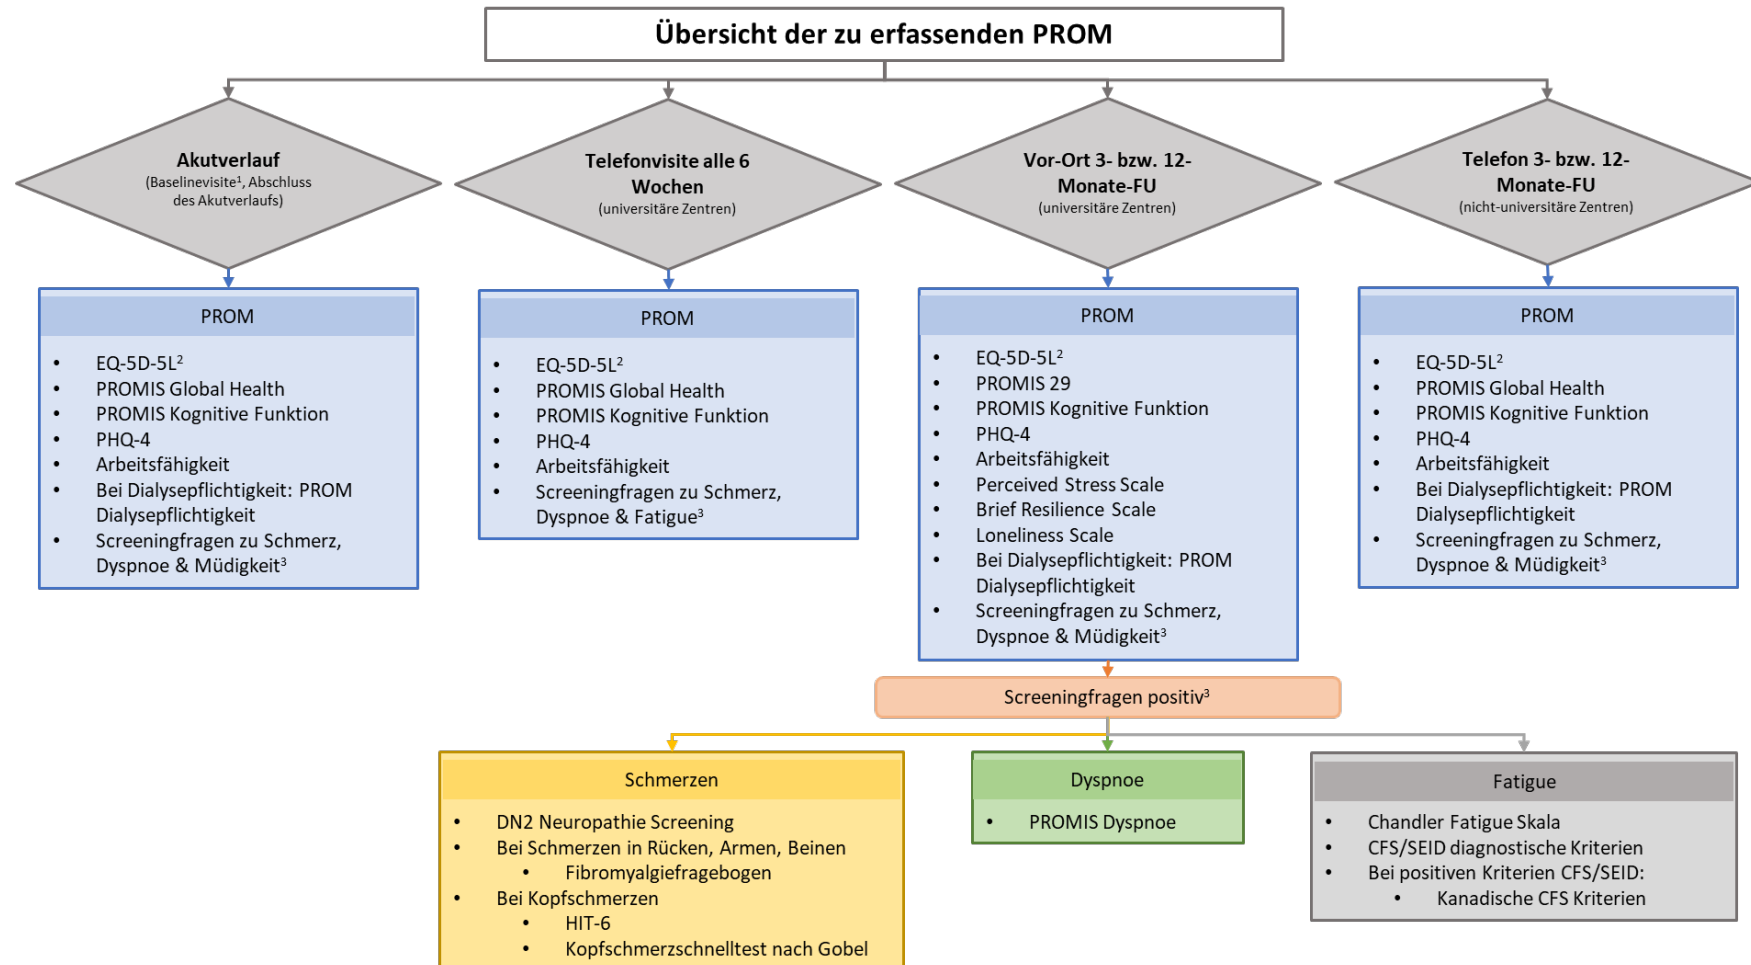 Übersicht der zu erfassenden PROM
Akutverlauf
(Baselinevisite¹, Abschluss
des Akutverlaufs)
Telefonvisite alle 6
Wochen
(universitäre Zentren)
Vor-Ort 3- bzw. 12-
Monate-FU
(universitäre Zentren)
Telefon 3- bzw. 12-
Monate-FU
(nicht-universitäre Zentren)
PROM
• EQ-5D-5L²
• PROMIS Global Health
• PROMIS Kognitive Funktion
• PHQ-4
• Arbeitsfähigkeit
• Bei Dialysepflichtigkeit: PROM
Dialysepflichtigkeit
• Screeningfragen zu Schmerz,
Dyspnoe & Müdigkeit³
PROM
• EQ-5D-5L²
• PROMIS Global Health
• PROMIS Kognitive Funktion
• PHQ-4
• Arbeitsfähigkeit
• Screeningfragen zu Schmerz,
Dyspnoe & Fatigue³
PROM
• EQ-5D-5L²
• PROMIS 29
• PROMIS Kognitive Funktion
• PHQ-4
• Arbeitsfähigkeit
• Perceived Stress Scale
• Brief Resilience Scale
• Loneliness Scale
• Bei Dialysepflichtigkeit: PROM
Dialysepflichtigkeit
• Screeningfragen zu Schmerz,
Dyspnoe & Müdigkeit³
PROM
• EQ-5D-5L²
• PROMIS Global Health
• PROMIS Kognitive Funktion
• PHQ-4
• Arbeitsfähigkeit
• Bei Dialysepflichtigkeit: PROM
Dialysepflichtigkeit
• Screeningfragen zu Schmerz,
Dyspnoe & Müdigkeit³
Screeningfragen positiv³
Schmerzen
• DN2 Neuropathie Screening
• Bei Schmerzen in Rücken, Armen, Beinen
• Fibromyalgiefragebogen
• Bei Kopfschmerzen
• HIT-6
• Kopfschmerzschnelltest nach Gobel
Dyspnoe
• PROMIS Dyspnoe
Fatigue
• Chandler Fatigue Skala
• CFS/SEID diagnostische Kriterien
• Bei positiven Kriterien CFS/SEID:
• Kanadische CFS Kriterien